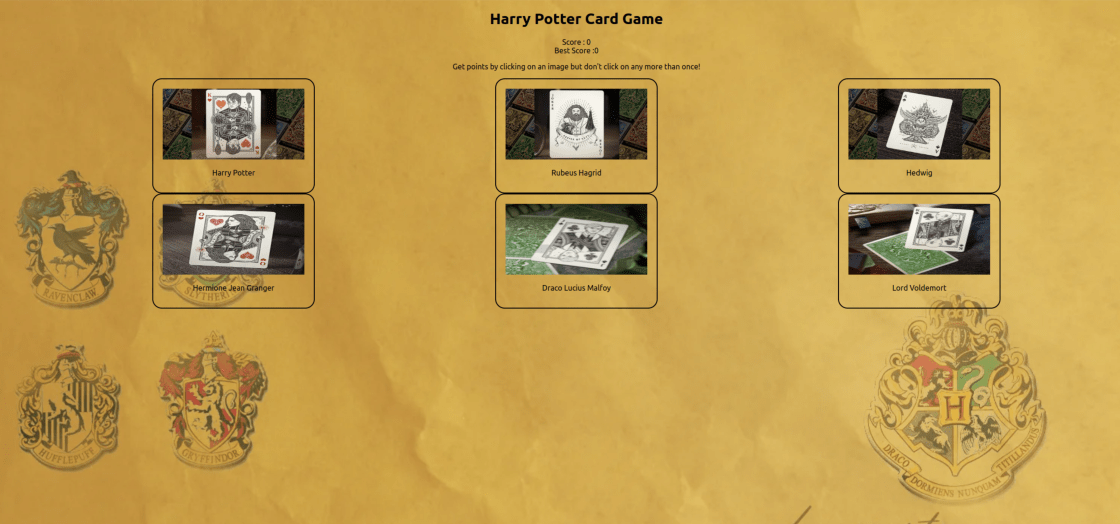 Harry Potter Card Game
Score : 0
Best Score :0
Get points by clicking on an image but don't click on any more than once!
Harry Potter
Rubeus Hagrid
Hedwig
Hermione Jean Granger
Draco Lucius Malfoy
Lord Voldemort
RAVENCLAW
SLYTHERIN
HUFFLEPUFF
GRYFFINDOR
H
DRACO DORMIENS NUNQUAM TITILLANDUS